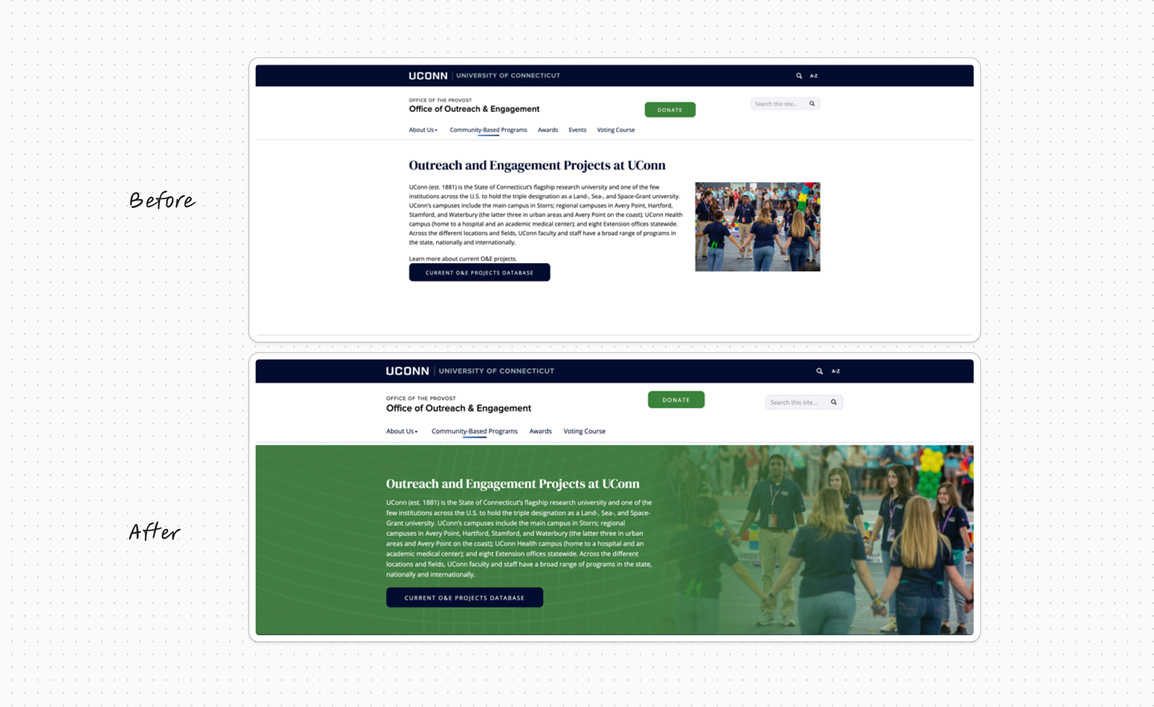 Before
UCONN | UNIVERSITY OF CONNECTICUT
A-Z
OFFICE OF THE PROVOST
Office of Outreach & Engagement
DONATE
Search this site...
About Us Community-Based Programs Awards Events Voting Course
Outreach and Engagement Projects at UConn
UConn (est. 1881) is the State of Connecticut's flagship research university and one of the few
institutions across the U.S. to hold the triple designation as a Land-, Sea-, and Space-Grant university.
UConn's campuses include the main campus in Storrs; regional campuses in Avery Point, Hartford,
Stamford, and Waterbury (the latter three in urban areas and Avery Point on the coast); UConn Health
campus (home to a hospital and an academic medical center); and eight Extension offices statewide.
Across the different locations and fields, UConn faculty and staff have a broad range of programs in
the state, nationally and internationally.
Learn more about current O&E projects.
CURRENT O&E PROJECTS DATABASE
After
UCONN | UNIVERSITY OF CONNECTICUT
A-Z
OFFICE OF THE PROVOST
Office of Outreach & Engagement
DONATE
Search this site...
About Us Community-Based Programs Awards Voting Course
Outreach and Engagement Projects at UConn
UConn (est. 1881) is the State of Connecticut's flagship research university and one of the
few institutions across the U.S. to hold the triple designation as a Land-, Sea-, and Space-
Grant university. UConn's campuses include the main campus in Storrs; regional
campuses in Avery Point, Hartford, Stamford, and Waterbury (the latter three in urban
areas and Avery Point on the coast); UConn Health campus (home to a hospital and an
academic medical center); and eight Extension offices statewide. Across the different
locations and fields, UConn faculty and staff have a broad range of programs in the state,
nationally and internationally.
CURRENT O&E PROJECTS DATABASE